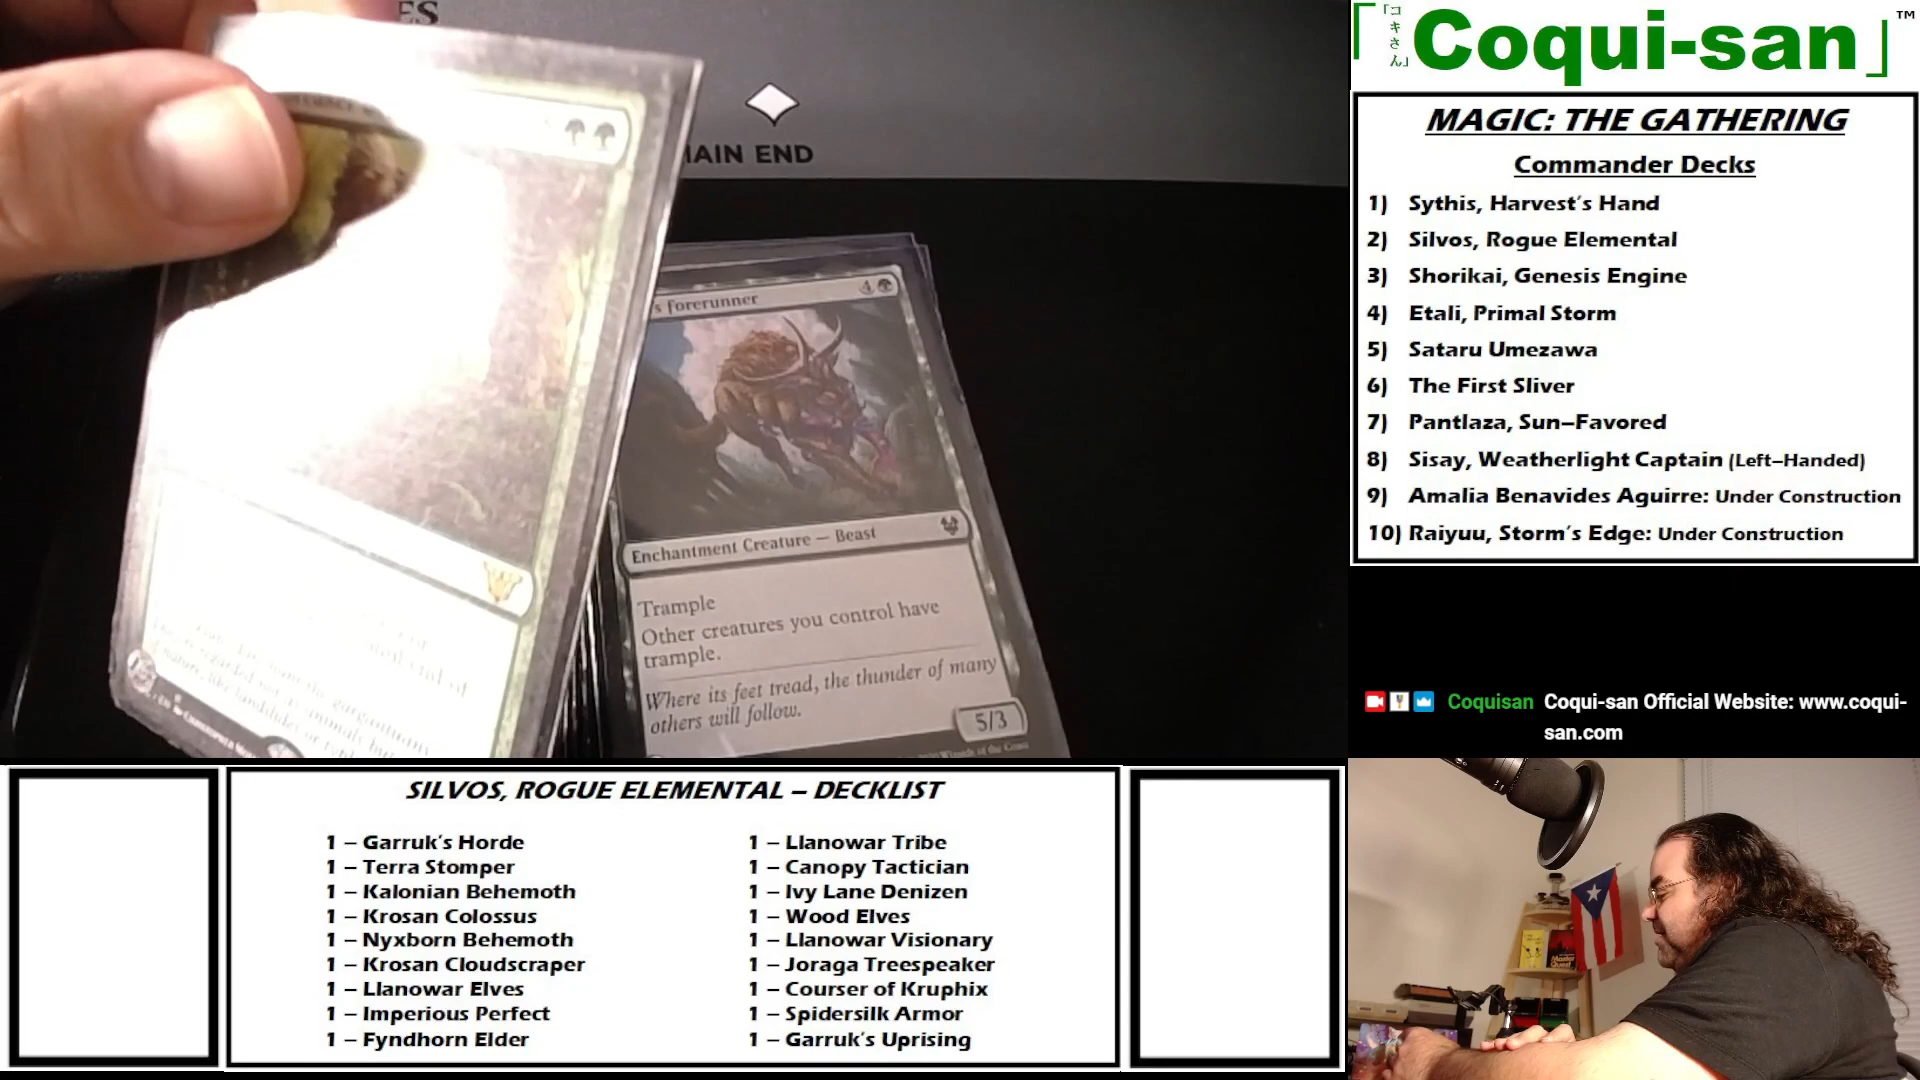 ES
MAIN END
's Forerunner
4
Enchantment Creature — Beast
Trample
Other creatures you control have
trample.
Where its feet tread, the thunder of many
others will follow.
5/3
「コキさん」
「Coqui-san」™
MAGIC: THE GATHERING
Commander Decks
1) Sythis, Harvest's Hand
2) Silvos, Rogue Elemental
3) Shorikai, Genesis Engine
4) Etali, Primal Storm
5) Sataru Umezawa
6) The First Sliver
7) Pantlaza, Sun-Favored
8) Sisay, Weatherlight Captain (Left-Handed)
9) Amalia Benavides Aguirre: Under Construction
10) Raiyuu, Storm's Edge: Under Construction
Coquisan Coqui-san Official Website: www.coqui-
san.com
SILVOS, ROGUE ELEMENTAL – DECKLIST
1 – Garruk's Horde
1 – Terra Stomper
1 – Kalonian Behemoth
1 – Krosan Colossus
1 – Nyxborn Behemoth
1 – Krosan Cloudscraper
1 – Llanowar Elves
1 – Imperious Perfect
1 – Fyndhorn Elder
1 – Llanowar Tribe
1 – Canopy Tactician
1 – Ivy Lane Denizen
1 – Wood Elves
1 – Llanowar Visionary
1 – Joraga Treespeaker
1 – Courser of Kruphix
1 – Spidersilk Armor
1 – Garruk's Uprising
Master
Quest